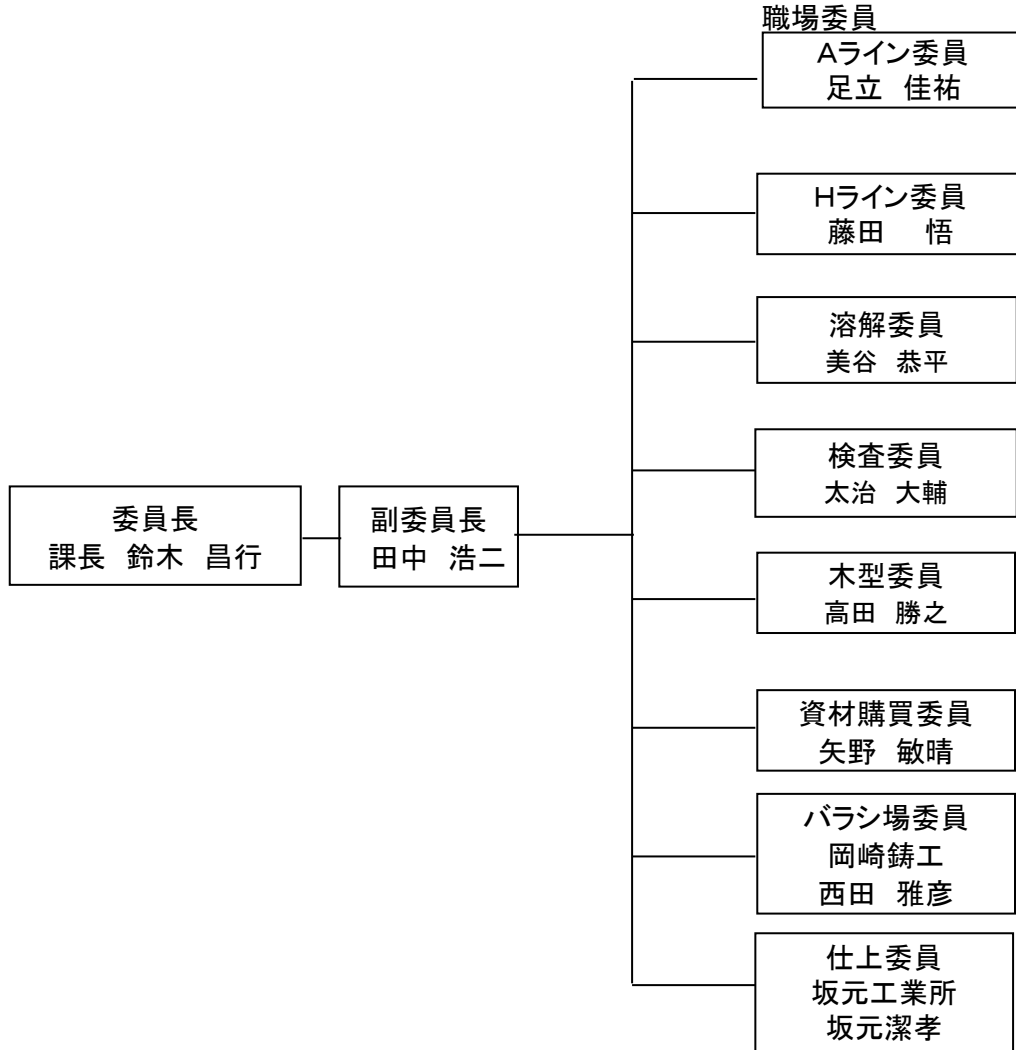 職場委員
Aライン委員
足立 佳祐
Hライン委員
藤田 悟
溶解委員
美谷 恭平
検査委員
太治 大輔
委員長
課長 鈴木 昌行
副委員長
田中 浩二
木型委員
高田 勝之
資材購買委員
矢野 敏晴
バラシ場委員
岡崎鋳工
西田 雅彦
仕上委員
坂元工業所
坂元潔孝